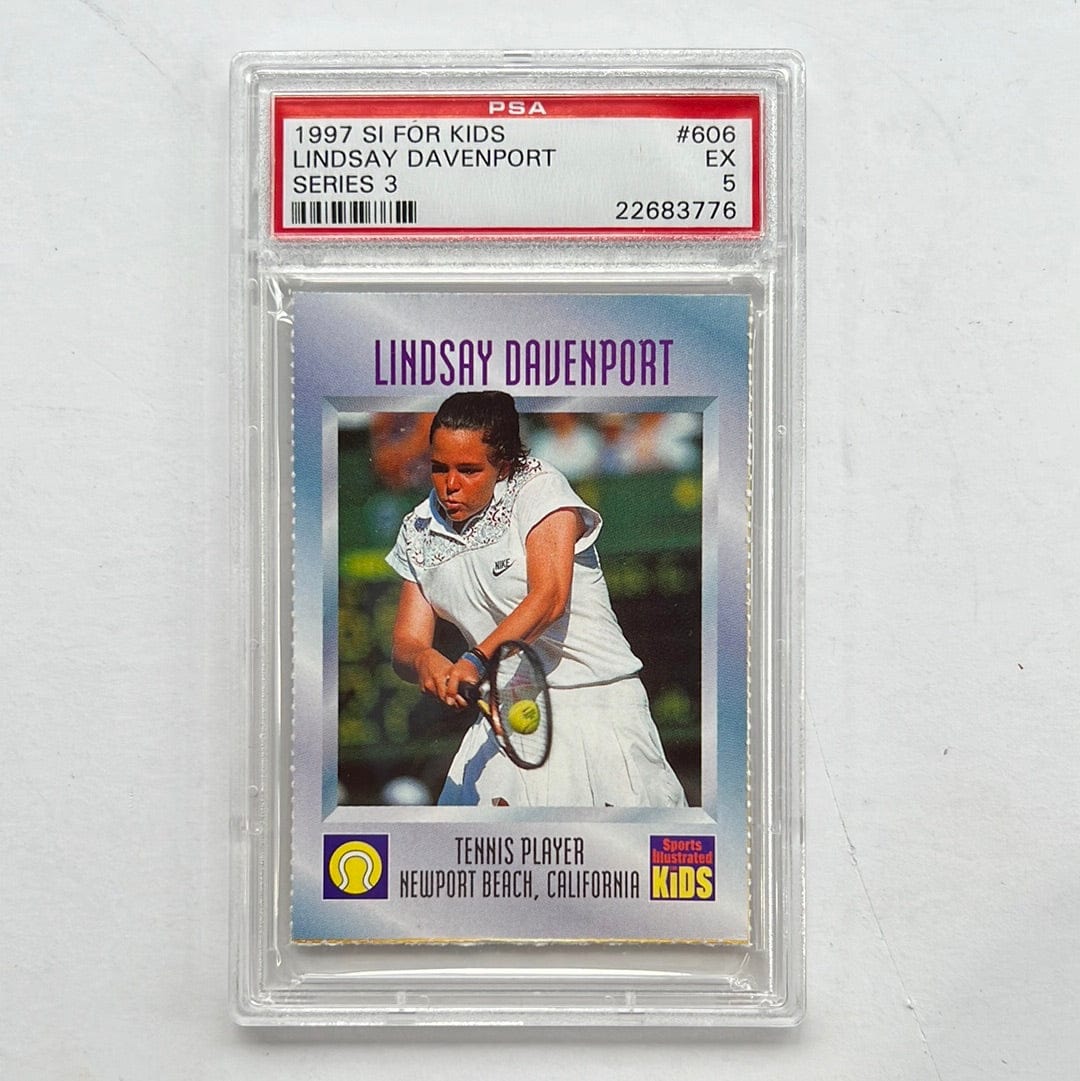 PSA
1997 SI FOR KIDS #606
LINDSAY DAVENPORT EX
SERIES 3 5
22683776
LINDSAY DAVENPORT
NIKE
TENNIS PLAYER
NEWPORT BEACH, CALIFORNIA
Sports
Illustrated
KIDS